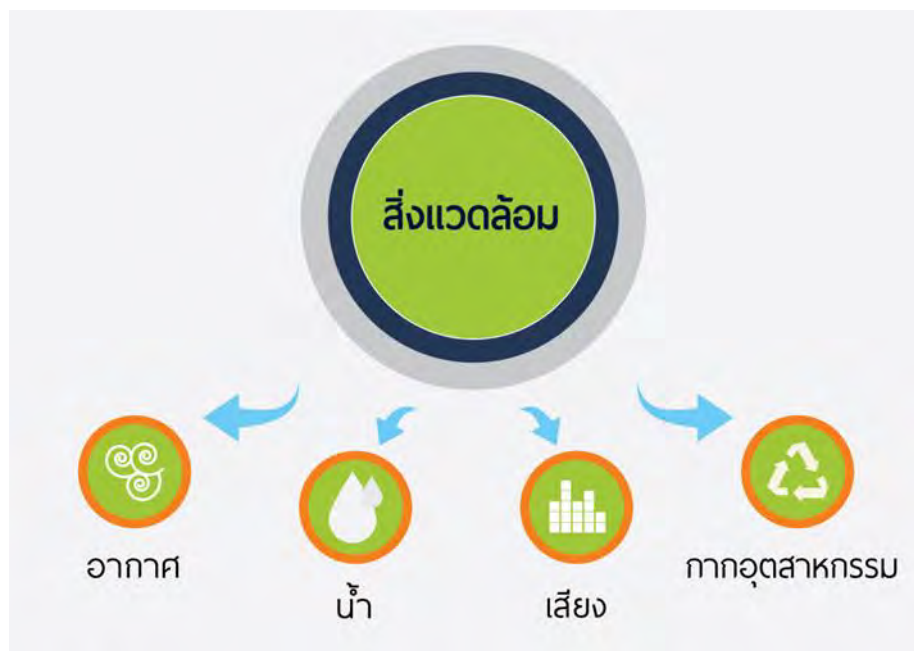 สิ่งแวดล้อม
อากาศ
น้ำ
เสียง
กากอุตสาหกรรม